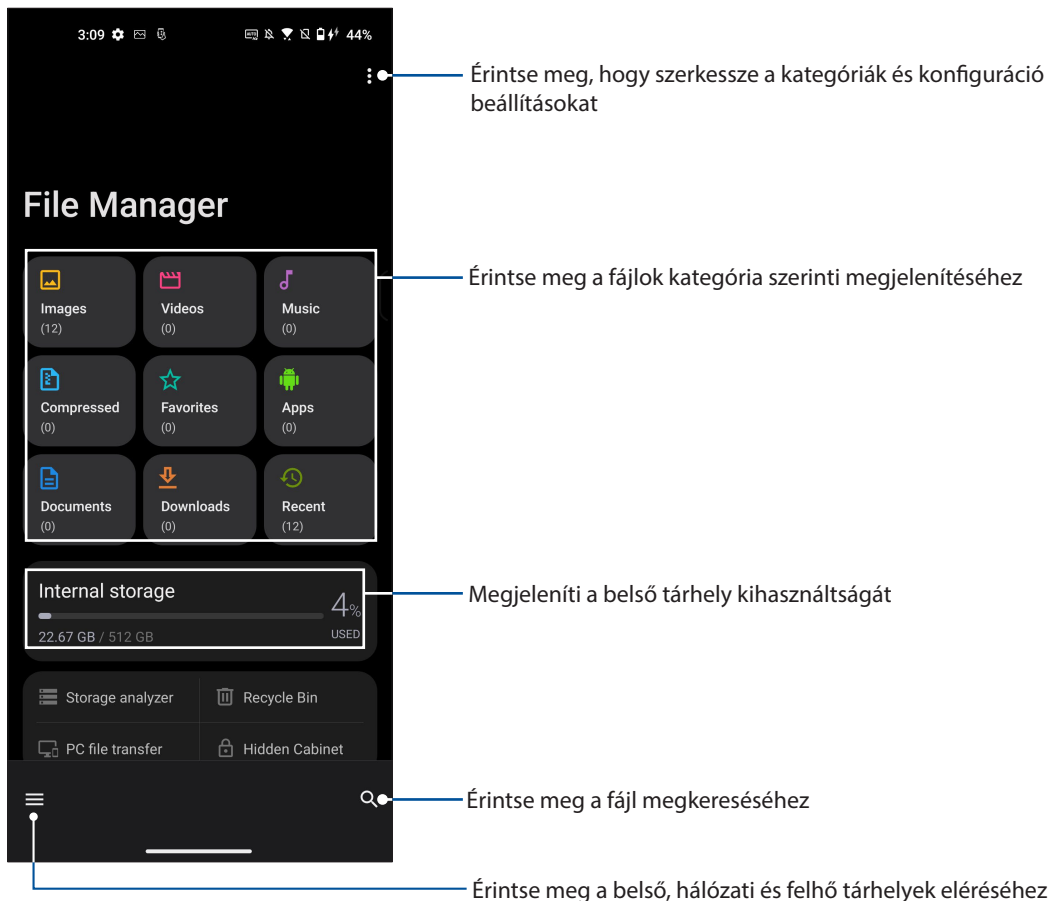 3:09
44%
Érintse meg, hogy szerkessze a kategóriák és konfiguráció
beállításokat
File Manager
Érintse meg a fájlok kategória szerinti megjelenítéséhez
Images
(12)
Videos
(0)
Music
(0)
Compressed
(0)
Favorites
(0)
Apps
(0)
Documents
(0)
Downloads
(0)
Recent
(12)
Internal storage
4%
22.67 GB / 512 GB
USED
Megjeleníti a belső tárhely kihasználtságát
Storage analyzer
Recycle Bin
PC file transfer
Hidden Cabinet
Érintse meg a fájl megkereséséhez
Érintse meg a belső, hálózati és felhő tárhelyek eléréséhez